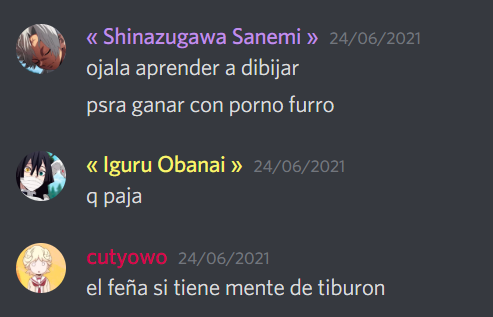 « Shinazugawa Sanemi » 24/06/2021
ojala aprender a dibijar
psra ganar con porno furro
« Iguru Obanai » 24/06/2021
q paja
cutyowo 24/06/2021
el feña si tiene mente de tiburon